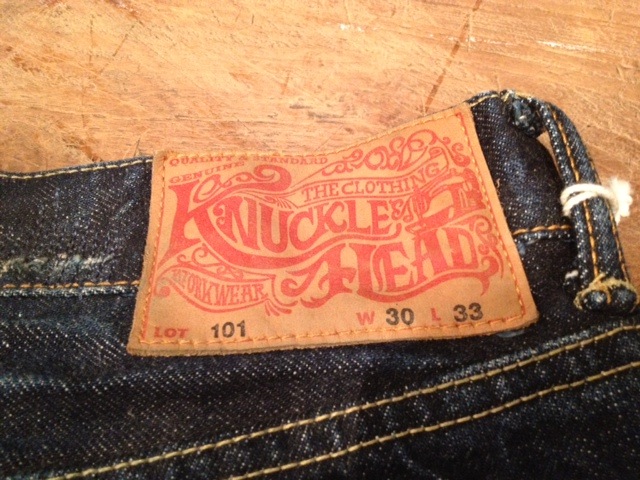 QUALITY & STANDARD
GENUINE
THE CLOTHING
KNUCKLE
HEAD
WORKWEAR
LOT 101 W 30 L 33